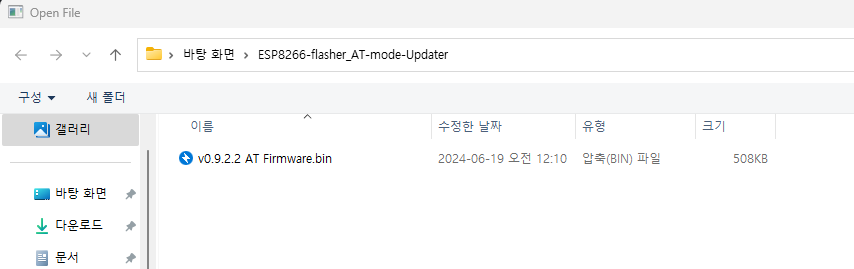 Open File
바탕 화면 ESP8266-flasher_AT-mode-Updater
구성 새 폴더
갤러리
이름 수정한 날짜 유형 크기
v0.9.2.2 AT Firmware.bin 2024-06-19 오전 12:10 압축(BIN) 파일 508KB
바탕 화면
다운로드
문서